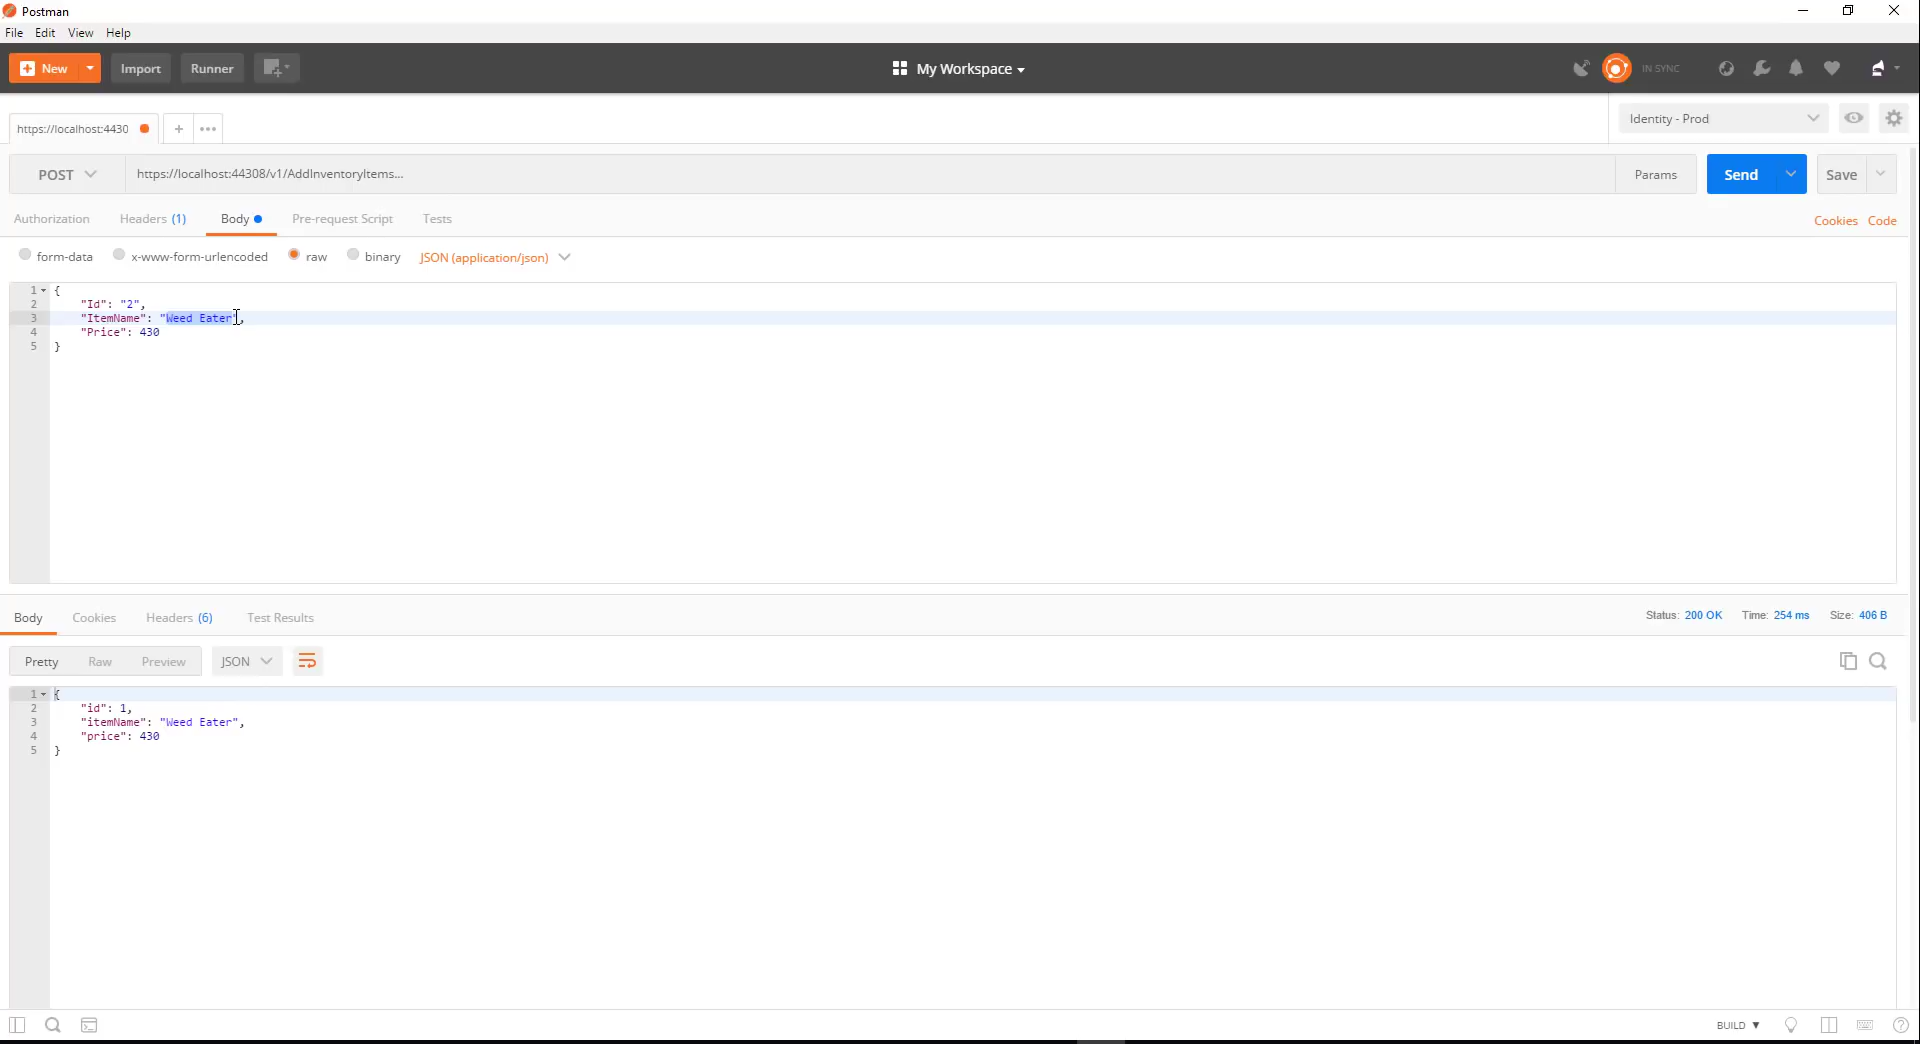 Postman
File Edit View Help
New Import Runner My Workspace IN SYNC
https://localhost:4430 + ••• Identity - Prod
POST https://localhost:44308/v1/AddInventoryItems... Params Send Save
Authorization Headers (1) Body Pre-request Script Tests Cookies Code
form-data x-www-form-urlencoded raw binary JSON (application/json)
1 {
2 "Id": "2",
3 "ItemName": "Weed Eater",
4 "Price": 430
5 }
Body Cookies Headers (6) Test Results Status: 200 OK Time: 254 ms Size: 406 B
Pretty Raw Preview JSON
1 {
2 "id": 1,
3 "itemName": "Weed Eater",
4 "price": 430
5 }
BUILD